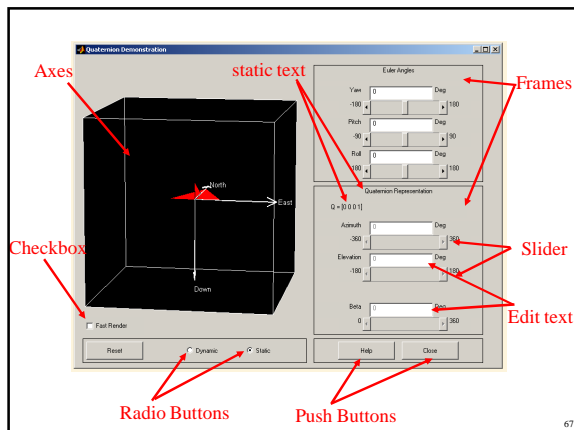 Quaternion Demonstration
Axes
static text
Frames
Euler Angles
Yaw 0 Deg
-180 180
Pitch 0 Deg
-90 90
Roll 0 Deg
-180 180
North
East
Down
Quaternion Representation
Q = [0 0 0 1]
Azimuth 0 Deg
-360 360
Elevation 0 Deg
-180 180
Beta 0 Deg
0 360
Checkbox
Slider
Edit text
Fast Render
Reset Dynamic Static Help Close
Radio Buttons
Push Buttons
67